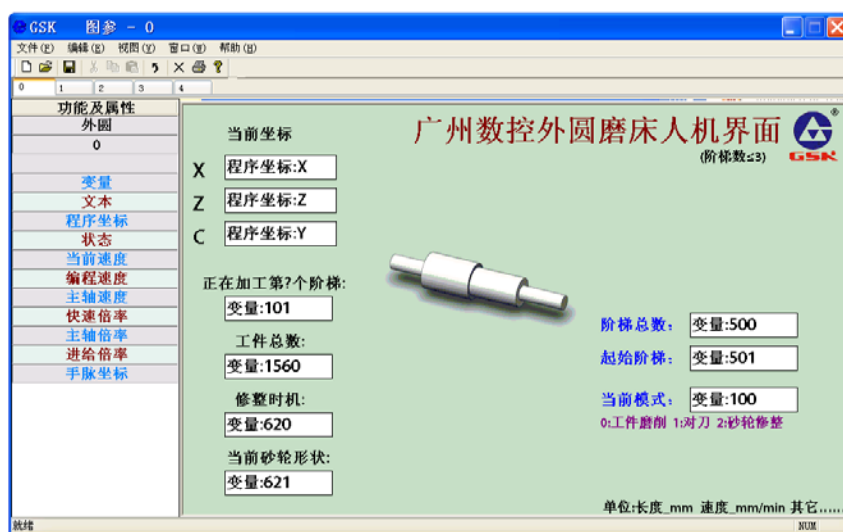 GSK 图参 - 0
文件(F) 编辑(E) 视图(V) 窗口(W) 帮助(H)
0 1 2 3 4
功能及属性
外圆
0
变量
文本
程序坐标
状态
当前速度
编程速度
主轴速度
快速倍率
主轴倍率
进给倍率
手脉坐标
广州数控外圆磨床人机界面
(阶梯数≤3)
GSK
®
当前坐标
X 程序坐标:X
Z 程序坐标:Z
C 程序坐标:Y
正在加工第?个阶梯:
变量:101
工件总数:
变量:1560
修整时机:
变量:620
当前砂轮形状:
变量:621
阶梯总数: 变量:500
起始阶梯: 变量:501
当前模式: 变量:100
0:工件磨削 1:对刀 2:砂轮修整
单位:长度_mm 速度_mm/min 其它......
就绪
NUM